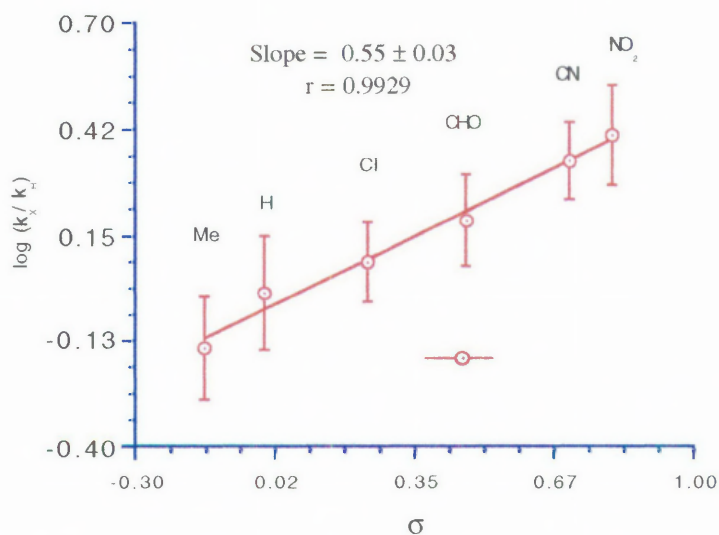 0.70
Slope = 0.55 ± 0.03
r = 0.9929
NO₂
CN
0.42
CHO
Cl
H
log (kₓ/ k_H
0.15
Me
-0.13
-0.40
-0.30 0.02 0.35 0.67 1.00
σ